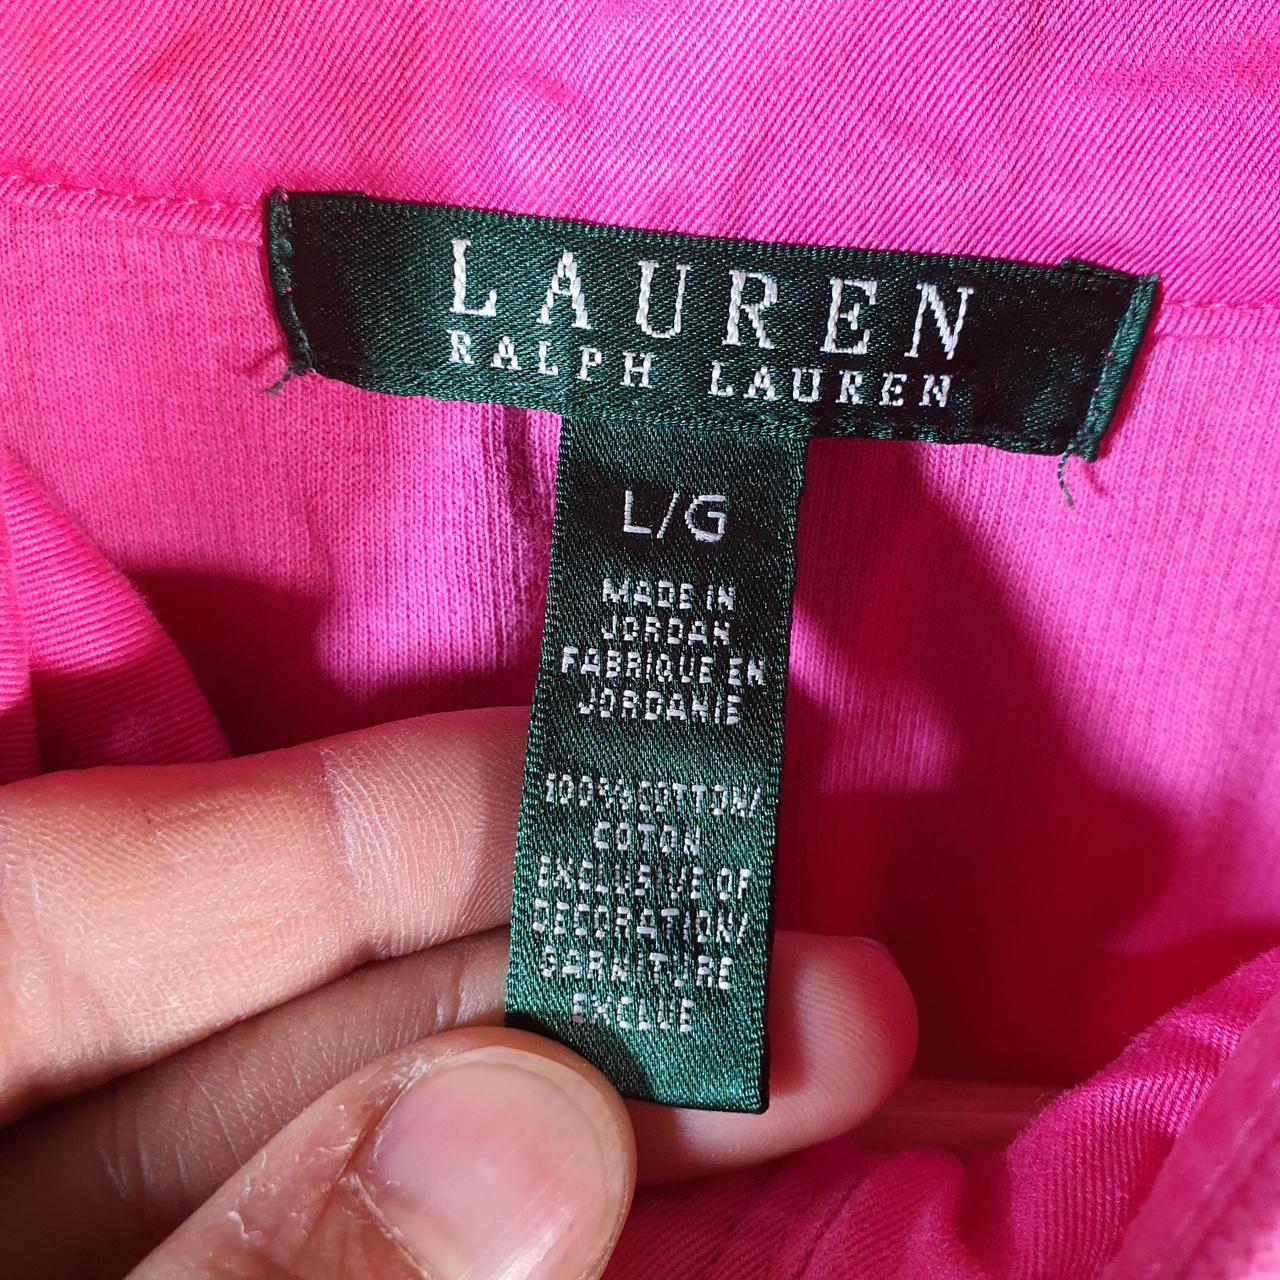 LAUREN
RALPH LAUREN
L/G
MADE IN
JORDAN
FABRIQUE EN
JORDANIE
100% COTTON/
COTON
EXCLUSIVE OF
DECORATION/
GARNITURE
EXCLUE